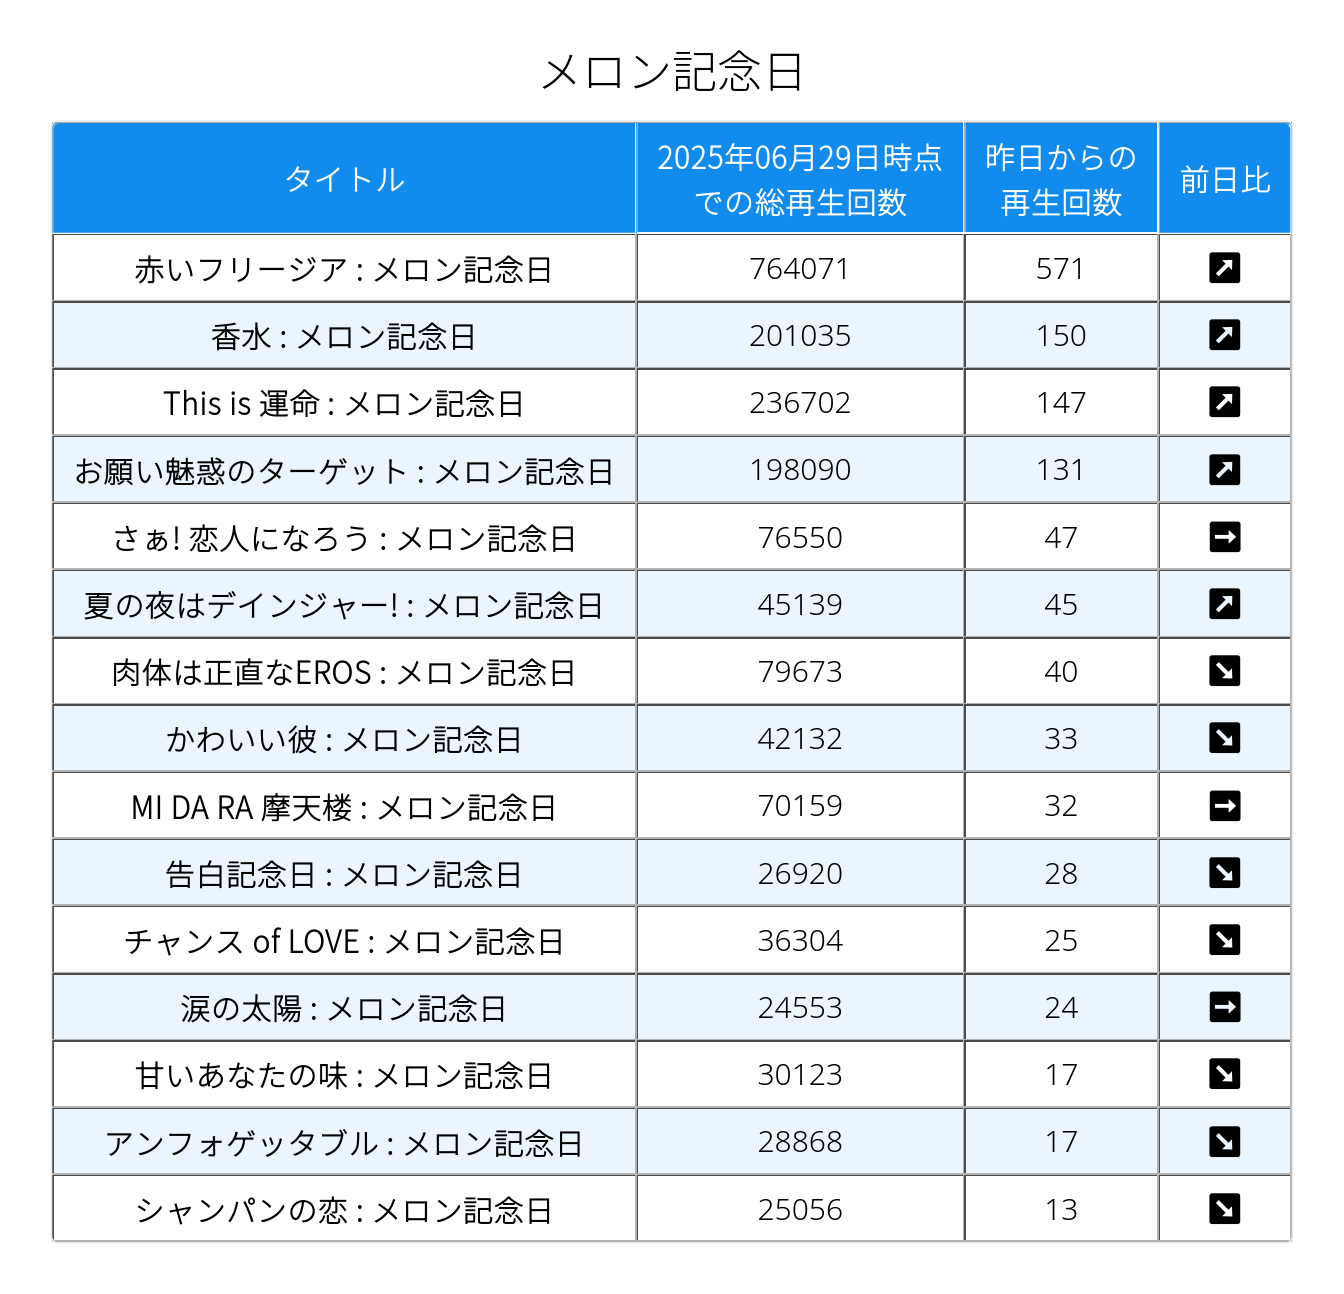 メロン記念日
タイトル 2025年06月29日時点での総再生回数 昨日からの再生回数 前日比
赤いフリージア : メロン記念日 764071 571 ↗
香水 : メロン記念日 201035 150 ↗
This is 運命 : メロン記念日 236702 147 ↗
お願い魅惑のターゲット : メロン記念日 198090 131 ↗
さぁ! 恋人になろう : メロン記念日 76550 47 →
夏の夜はデインジャー! : メロン記念日 45139 45 ↗
肉体は正直なEROS : メロン記念日 79673 40 ↘
かわいい彼 : メロン記念日 42132 33 ↘
MI DA RA 摩天楼 : メロン記念日 70159 32 →
告白記念日 : メロン記念日 26920 28 ↘
チャンス of LOVE : メロン記念日 36304 25 ↘
涙の太陽 : メロン記念日 24553 24 →
甘いあなたの味 : メロン記念日 30123 17 ↘
アンフォゲッタブル : メロン記念日 28868 17 ↘
シャンパンの恋 : メロン記念日 25056 13 ↘